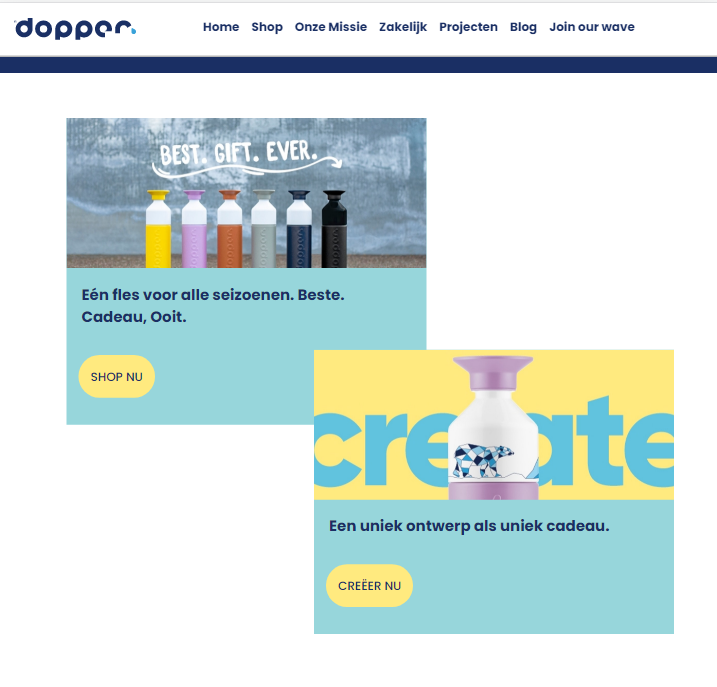 dopper
Home Shop Onze Missie Zakelijk Projecten Blog Join our wave
BEST. GIFT. EVER.
Eén fles voor alle seizoenen. Beste.
Cadeau, Ooit.
SHOP NU
create
Een uniek ontwerp als uniek cadeau.
CREËER NU